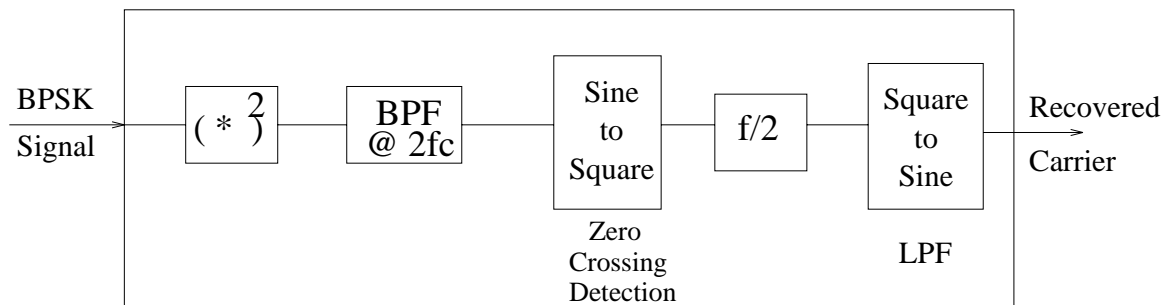 BPSK
Signal
( * )2
BPF
@ 2fc
Sine
to
Square
Zero
Crossing
Detection
f/2
Square
to
Sine
LPF
Recovered
Carrier